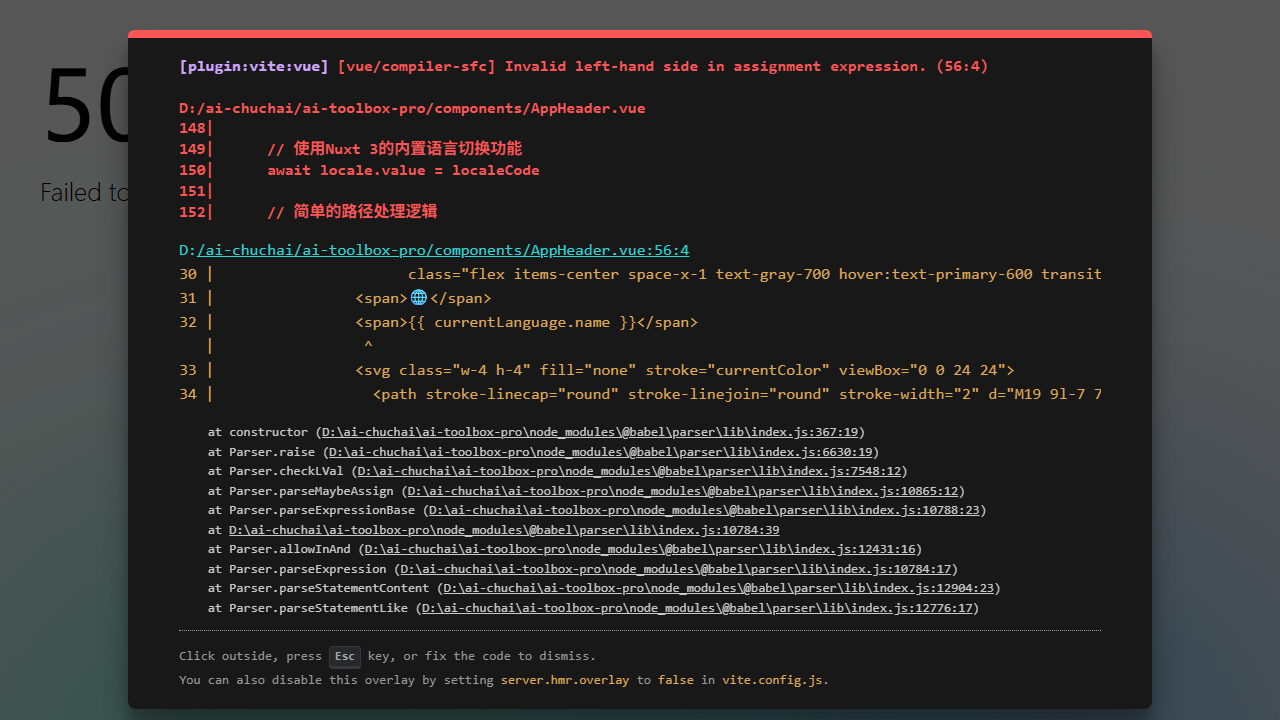 50
Failed to
[plugin:vite:vue] [vue/compiler-sfc] Invalid left-hand side in assignment expression. (56:4)
D:/ai-chuchai/ai-toolbox-pro/components/AppHeader.vue
148|
149|      // 使用Nuxt 3的内置语言切换功能
150|      await locale.value = localeCode
151|
152|      // 简单的路径处理逻辑
D:/ai-chuchai/ai-toolbox-pro/components/AppHeader.vue:56:4
30 |                      class="flex items-center space-x-1 text-gray-700 hover:text-primary-600 transit
31 |                <span>🌐</span>
32 |                <span>{{ currentLanguage.name }}</span>
   |                 ^
33 |                <svg class="w-4 h-4" fill="none" stroke="currentColor" viewBox="0 0 24 24">
34 |                  <path stroke-linecap="round" stroke-linejoin="round" stroke-width="2" d="M19 9l-7 7
at constructor (D:\ai-chuchai\ai-toolbox-pro\node_modules\@babel\parser\lib\index.js:367:19)
at Parser.raise (D:\ai-chuchai\ai-toolbox-pro\node_modules\@babel\parser\lib\index.js:6630:19)
at Parser.checkLVal (D:\ai-chuchai\ai-toolbox-pro\node_modules\@babel\parser\lib\index.js:7548:12)
at Parser.parseMaybeAssign (D:\ai-chuchai\ai-toolbox-pro\node_modules\@babel\parser\lib\index.js:10865:12)
at Parser.parseExpressionBase (D:\ai-chuchai\ai-toolbox-pro\node_modules\@babel\parser\lib\index.js:10788:23)
at D:\ai-chuchai\ai-toolbox-pro\node_modules\@babel\parser\lib\index.js:10784:39
at Parser.allowInAnd (D:\ai-chuchai\ai-toolbox-pro\node_modules\@babel\parser\lib\index.js:12431:16)
at Parser.parseExpression (D:\ai-chuchai\ai-toolbox-pro\node_modules\@babel\parser\lib\index.js:10784:17)
at Parser.parseStatementContent (D:\ai-chuchai\ai-toolbox-pro\node_modules\@babel\parser\lib\index.js:12904:23)
at Parser.parseStatementLike (D:\ai-chuchai\ai-toolbox-pro\node_modules\@babel\parser\lib\index.js:12776:17)
Click outside, press Esc key, or fix the code to dismiss.
You can also disable this overlay by setting server.hmr.overlay to false in vite.config.js.